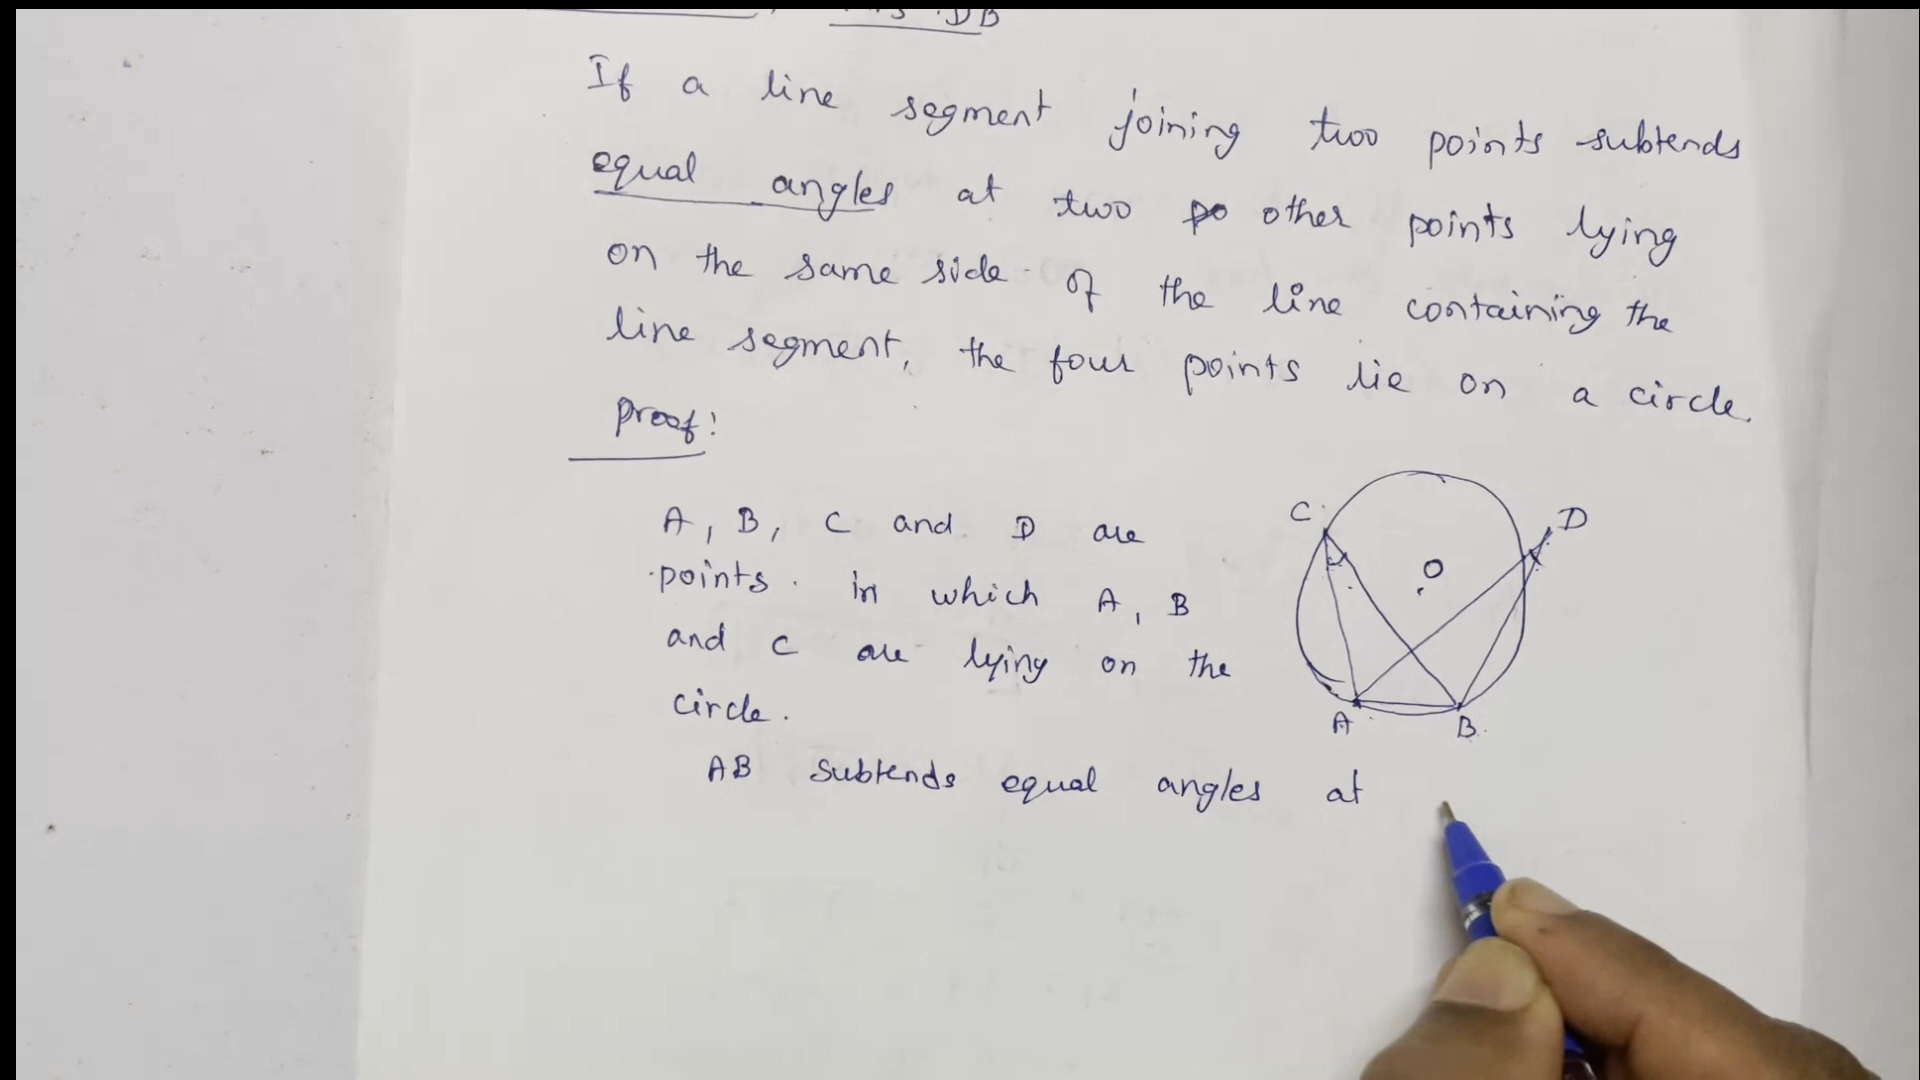 DB
If a line segment joining two points subtends
equal angles at two other points lying
on the same side of the line containing the
line segment, the four points lie on a circle.
proof:
A, B, C and D are
points in which A, B
and C are lying on the
circle.
C
D
O
A
B
AB subtends equal angles at